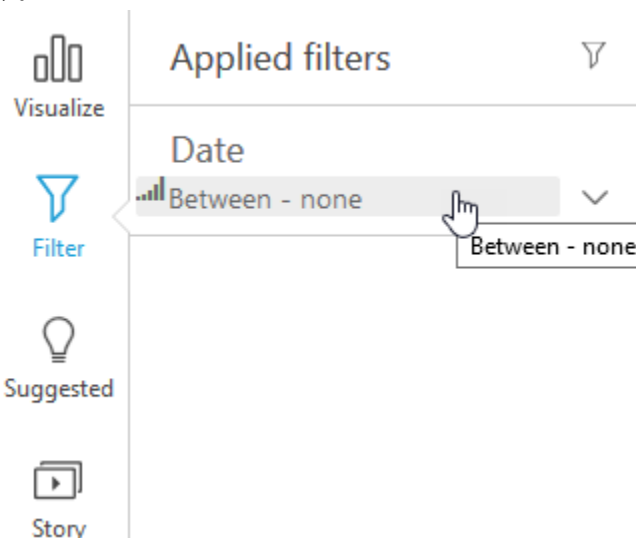 Visualize
Filter
Suggested
Story
Applied filters
Date
Between - none
Between - none